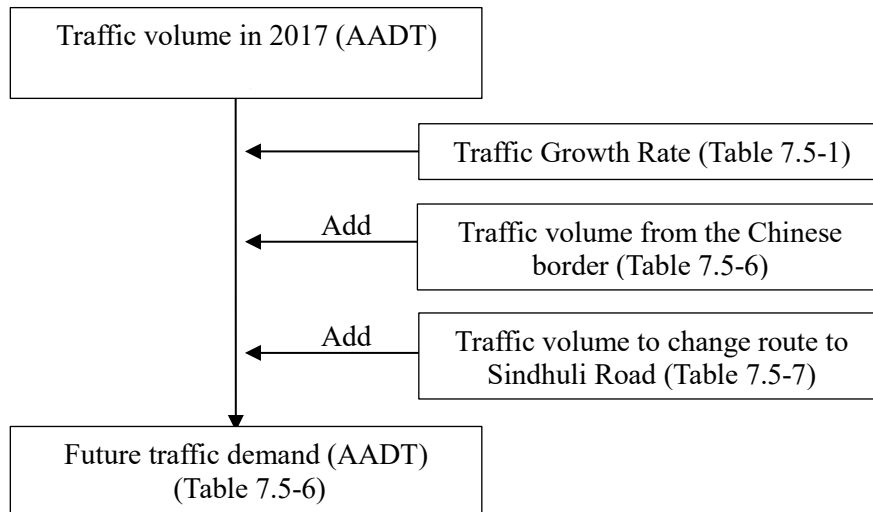 Traffic volume in 2017 (AADT)
Traffic Growth Rate (Table 7.5-1)
Add
Traffic volume from the Chinese
border (Table 7.5-6)
Add
Traffic volume to change route to
Sindhuli Road (Table 7.5-7)
Future traffic demand (AADT)
(Table 7.5-6)